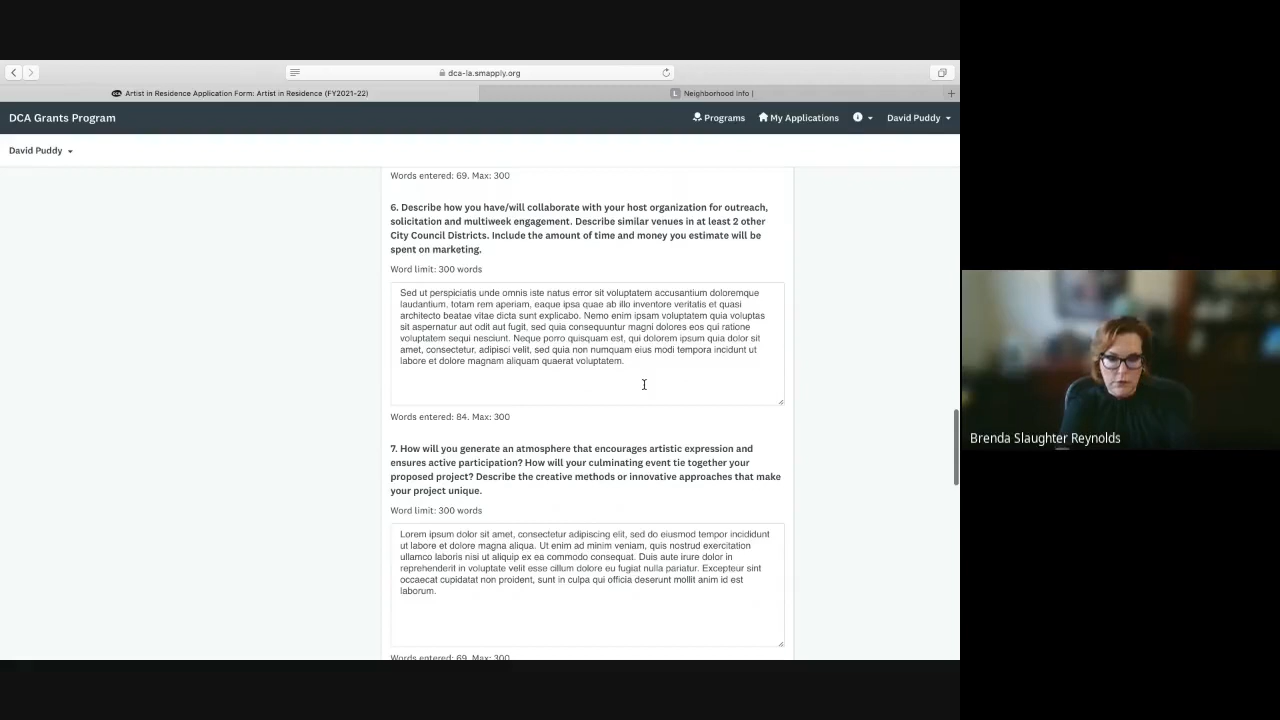 dca-la.smapply.org
Artist in Residence Application Form: Artist in Residence (FY2021-22)
L Neighborhood Info |
DCA Grants Program
Programs
My Applications
David Puddy
David Puddy
Words entered: 69. Max: 300
6. Describe how you have/will collaborate with your host organization for outreach,
solicitation and multiweek engagement. Describe similar venues in at least 2 other
City Council Districts. Include the amount of time and money you estimate will be
spent on marketing.
Word limit: 300 words
Sed ut perspiciatis unde omnis iste natus error sit voluptatem accusantium doloremque
laudantium, totam rem aperiam, eaque ipsa quae ab illo inventore veritatis et quasi
architecto beatae vitae dicta sunt explicabo. Nemo enim ipsam voluptatem quia voluptas
sit aspernatur aut odit aut fugit, sed quia consequuntur magni dolores eos qui ratione
voluptatem sequi nesciunt. Neque porro quisquam est, qui dolorem ipsum quia dolor sit
amet, consectetur, adipisci velit, sed quia non numquam eius modi tempora incidunt ut
labore et dolore magnam aliquam quaerat voluptatem.
Words entered: 84. Max: 300
7. How will you generate an atmosphere that encourages artistic expression and
ensures active participation? How will your culminating event tie together your
proposed project? Describe the creative methods or innovative approaches that make
your project unique.
Word limit: 300 words
Lorem ipsum dolor sit amet, consectetur adipiscing elit, sed do eiusmod tempor incididunt
ut labore et dolore magna aliqua. Ut enim ad minim veniam, quis nostrud exercitation
ullamco laboris nisi ut aliquip ex ea commodo consequat. Duis aute irure dolor in
reprehenderit in voluptate velit esse cillum dolore eu fugiat nulla pariatur. Excepteur sint
occaecat cupidatat non proident, sunt in culpa qui officia deserunt mollit anim id est
laborum.
Words entered: 69. Max: 300
Brenda Slaughter Reynolds